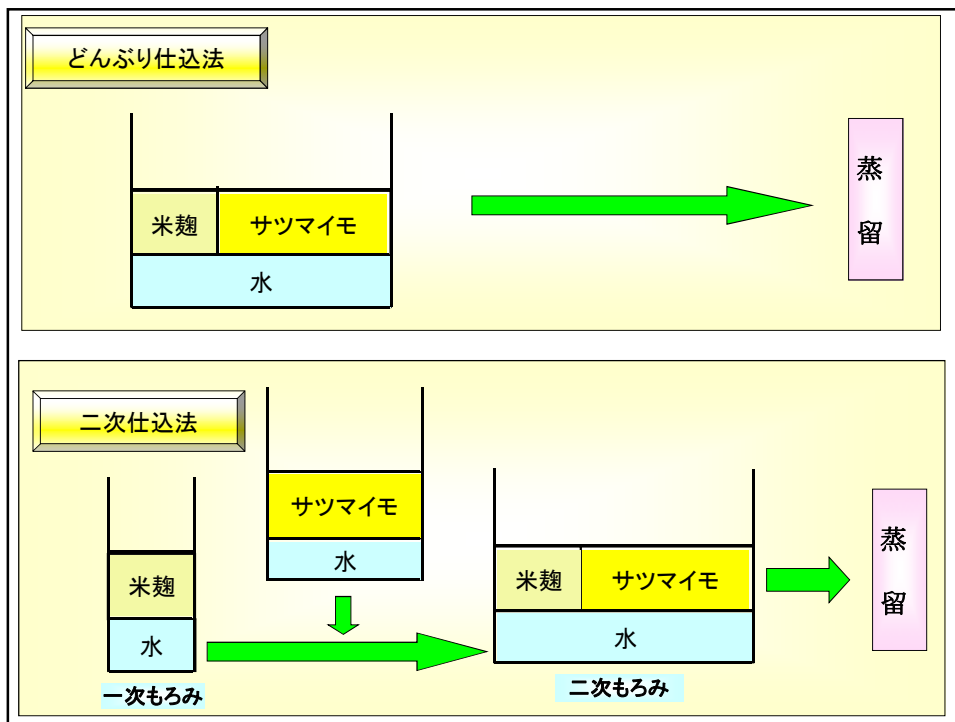 どんぶり仕込法
米麹
サツマイモ
水
蒸
留
二次仕込法
サツマイモ
水
米麹
水
一次もろみ
米麹
サツマイモ
水
二次もろみ
蒸
留